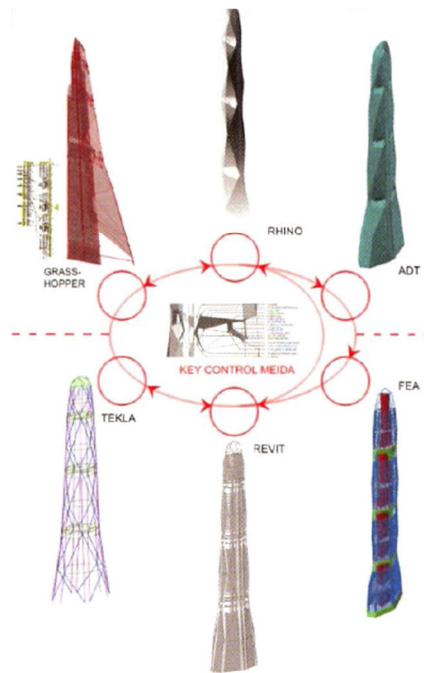 RHINO
GRASS-
HOPPER
ADT
KEY CONTROL MEIDA
TEKLA
FEA
REVIT